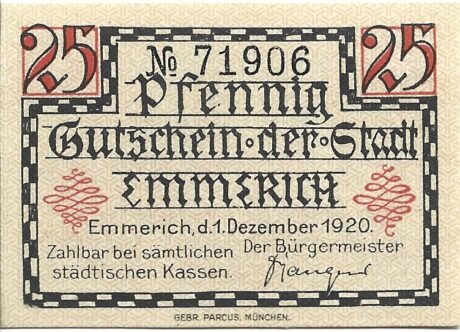 25 25
No 71906
Pfennig
Gutschein · der · Stadt
EMMERICH
Emmerich, d. 1. Dezember 1920.
Zahlbar bei sämtlichen Der Bürgermeister
städtischen Kassen.
GEBR. PARCUS, MÜNCHEN.